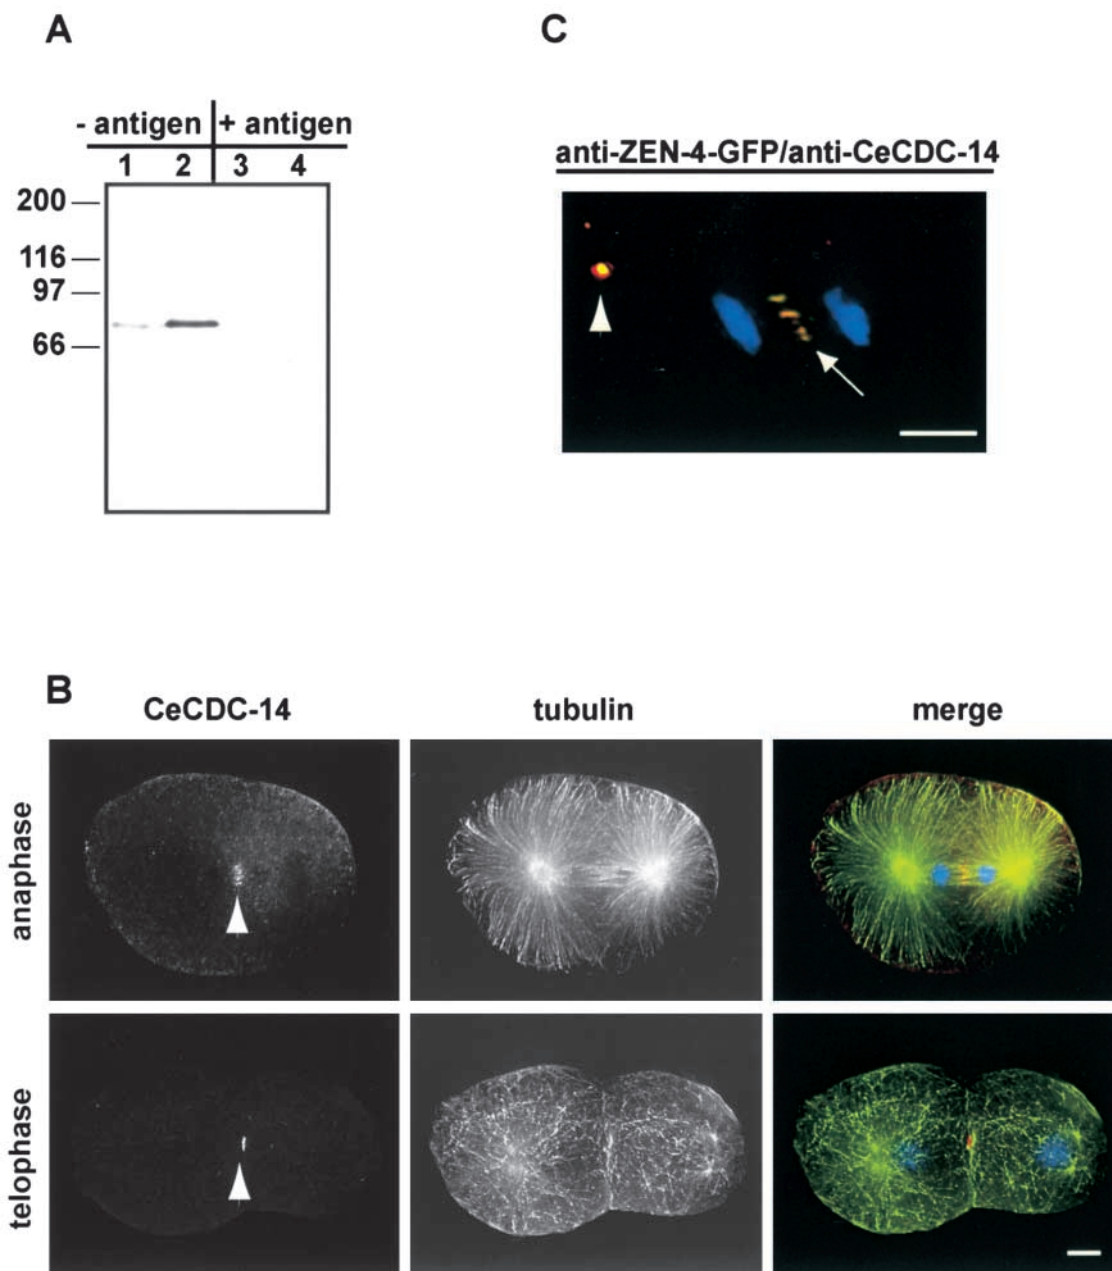 A
- antigen + antigen
1 2 3 4
200
116
97
66
C
anti-ZEN-4-GFP/anti-CeCDC-14
B
CeCDC-14 tubulin merge
anaphase
telophase